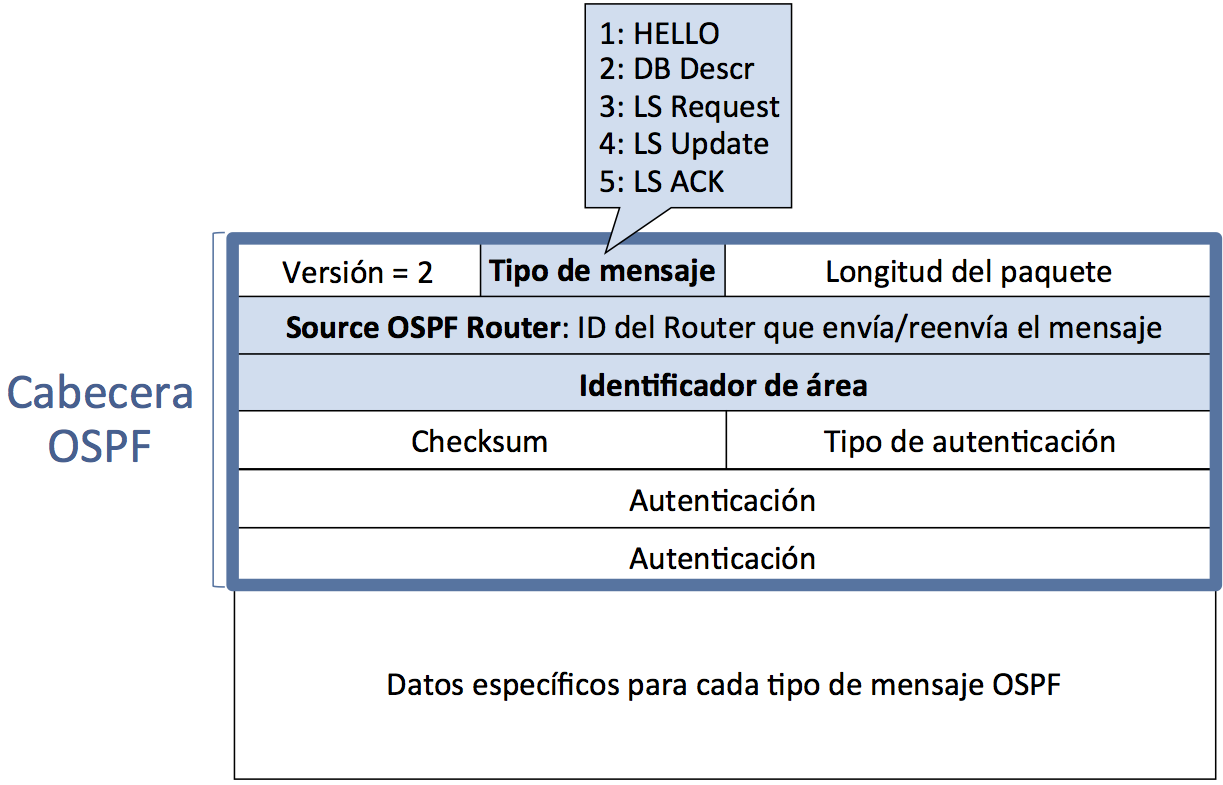 1: HELLO
2: DB Descr
3: LS Request
4: LS Update
5: LS ACK
Versión = 2
Tipo de mensaje
Longitud del paquete
Source OSPF Router: ID del Router que envía/reenvía el mensaje
Identificador de área
Cabecera
OSPF
Checksum
Tipo de autenticación
Autenticación
Autenticación
Datos específicos para cada tipo de mensaje OSPF